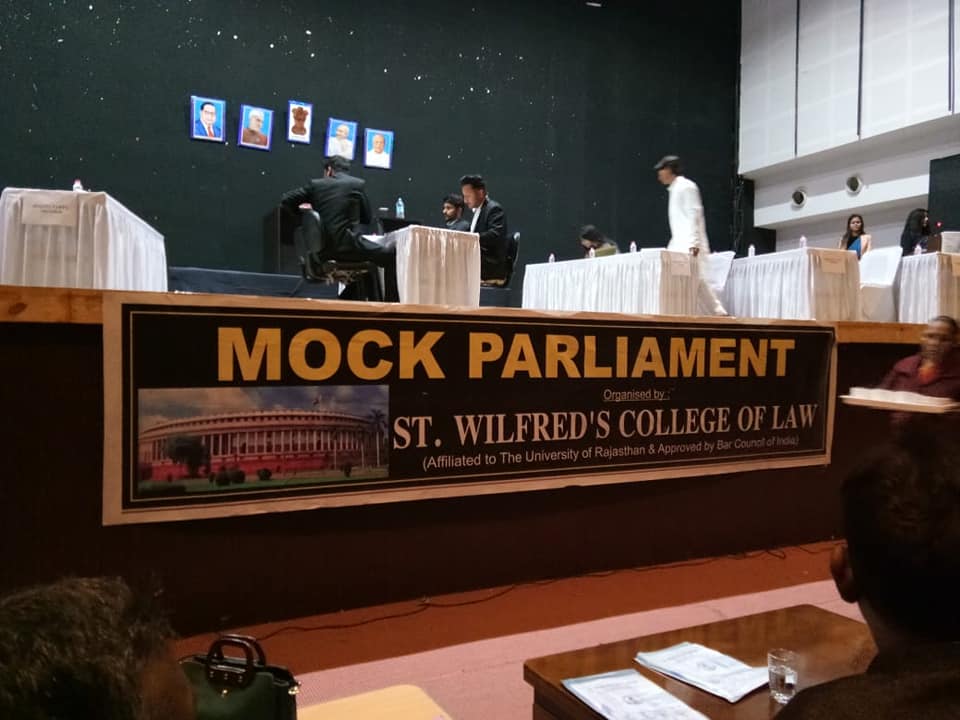 MOCK PARLIAMENT
Organised by :
ST. WILFRED'S COLLEGE OF LAW
(Affiliated to The University of Rajasthan & Approved by Bar Council of India)